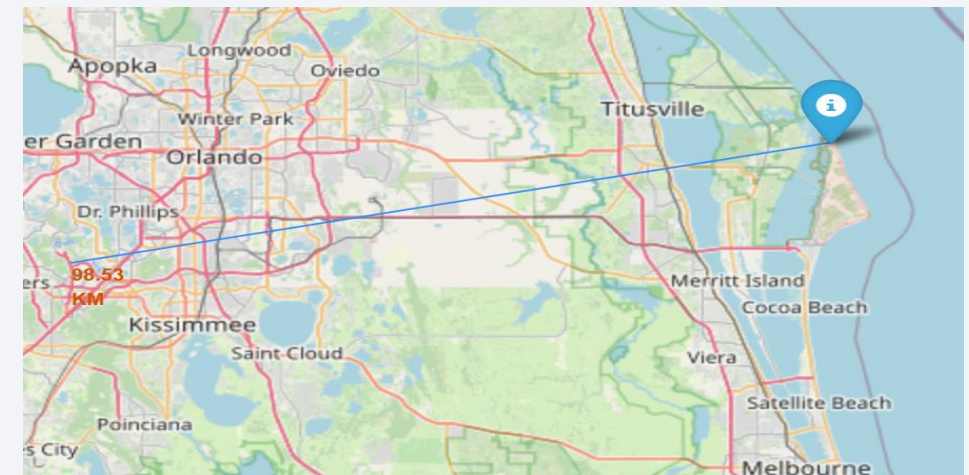 Longwood
Apopka
Oviedo
Titusville
Winter Park
er Garden
Orlando
Dr. Phillips
98.53
KM
ers
Merritt Island
Cocoa Beach
Kissimmee
Saint Cloud
Viera
Satellite Beach
Poinciana
s City
Melbourne
i